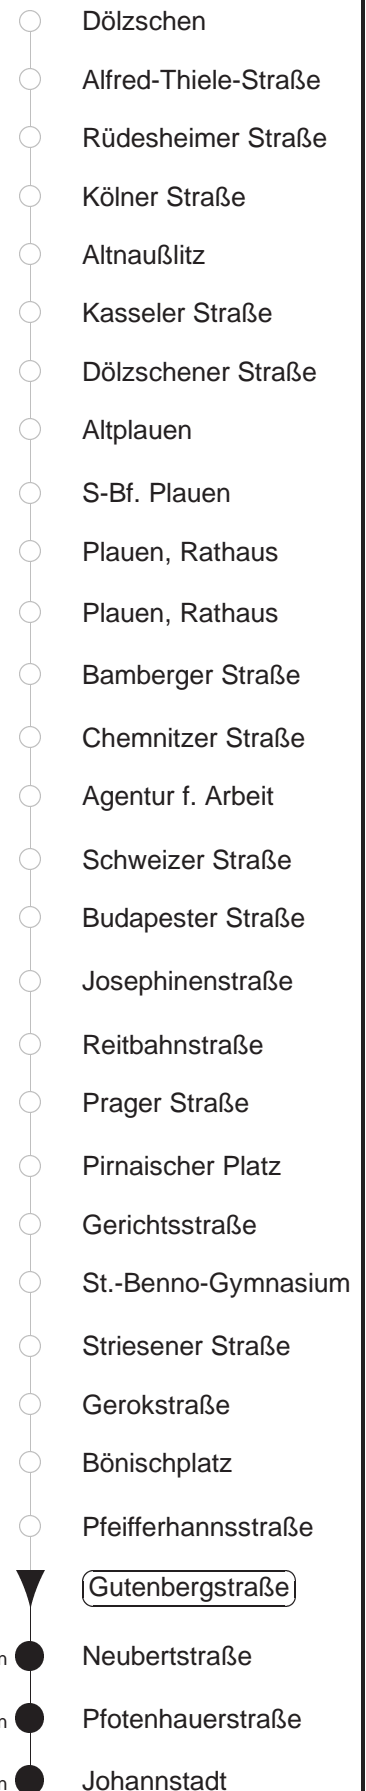 Dölzschen
Alfred-Thiele-Straße
Rüdesheimer Straße
Kölner Straße
Altnaußlitz
Kasseler Straße
Dölzschener Straße
Altplauen
S-Bf. Plauen
Plauen, Rathaus
Plauen, Rathaus
Bamberger Straße
Chemnitzer Straße
Agentur f. Arbeit
Schweizer Straße
Budapester Straße
Josephinenstraße
Reitbahnstraße
Prager Straße
Pirnaischer Platz
Gerichtsstraße
St.-Benno-Gymnasium
Striesener Straße
Gerokstraße
Bönischplatz
Pfeifferhannsstraße
Gutenbergstraße
Neubertstraße
Pfotenhauerstraße
Johannstadt